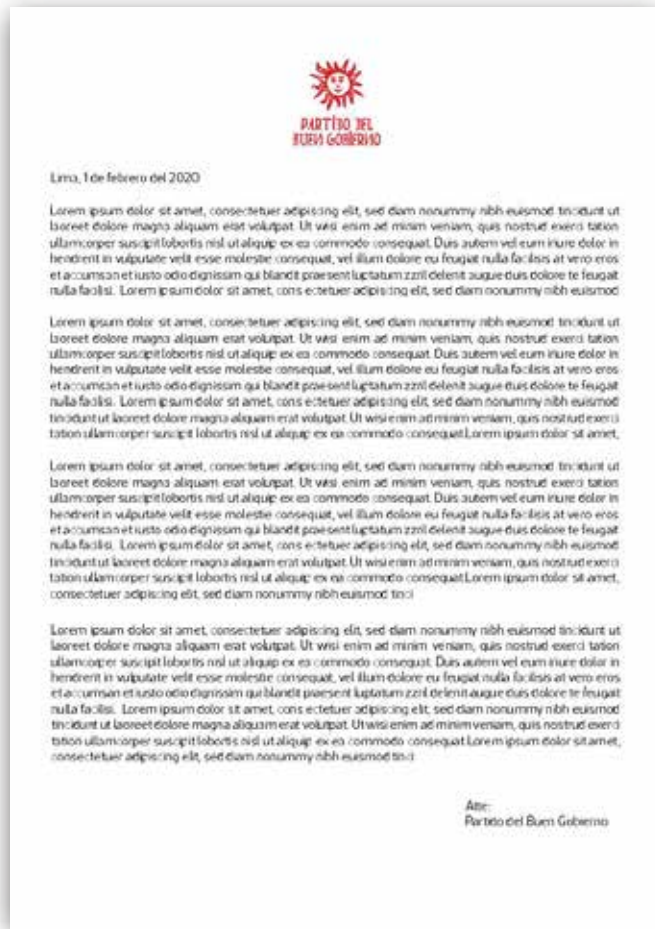 PARTIDO DEL
BUEN GOBIERNO
Lima, 1 de febrero del 2020
Lorem ipsum dolor sit amet, consectetuer adipiscing elit, sed diam nonummy nibh euismod tincidunt ut
laoreet dolore magna aliquam erat volutpat. Ut wisi enim ad minim veniam, quis nostrud exerci tation
ullamcorper suscipit lobortis nisl ut aliquip ex ea commodo consequat. Duis autem vel eum iriure dolor in
hendrerit in vulputate velit esse molestie consequat, vel illum dolore eu feugiat nulla facilisis at vero eros
et accumsan et iusto odio dignissim qui blandit praesent luptatum zzril delenit augue duis dolore te feugait
nulla facilisi. Lorem ipsum dolor sit amet, cons ectetuer adipiscing elit, sed diam nonummy nibh euismod
Lorem ipsum dolor sit amet, consectetuer adipiscing elit, sed diam nonummy nibh euismod tincidunt ut
laoreet dolore magna aliquam erat volutpat. Ut wisi enim ad minim veniam, quis nostrud exerci tation
ullamcorper suscipit lobortis nisl ut aliquip ex ea commodo consequat. Duis autem vel eum iriure dolor in
hendrerit in vulputate velit esse molestie consequat, vel illum dolore eu feugiat nulla facilisis at vero eros
et accumsan et iusto odio dignissim qui blandit praesent luptatum zzril delenit augue duis dolore te feugait
nulla facilisi. Lorem ipsum dolor sit amet, cons ectetuer adipiscing elit, sed diam nonummy nibh euismod
tincidunt ut laoreet dolore magna aliquam erat volutpat. Ut wisi enim ad minim veniam, quis nostrud exerci
tation ullamcorper suscipit lobortis nisl ut aliquip ex ea commodo consequat.Lorem ipsum dolor sit amet,
Lorem ipsum dolor sit amet, consectetuer adipiscing elit, sed diam nonummy nibh euismod tincidunt ut
laoreet dolore magna aliquam erat volutpat. Ut wisi enim ad minim veniam, quis nostrud exerci tation
ullamcorper suscipit lobortis nisl ut aliquip ex ea commodo consequat. Duis autem vel eum iriure dolor in
hendrerit in vulputate velit esse molestie consequat, vel illum dolore eu feugiat nulla facilisis at vero eros
et accumsan et iusto odio dignissim qui blandit praesent luptatum zzril delenit augue duis dolore te feugait
nulla facilisi. Lorem ipsum dolor sit amet, cons ectetuer adipiscing elit, sed diam nonummy nibh euismod
tincidunt ut laoreet dolore magna aliquam erat volutpat. Ut wisi enim ad minim veniam, quis nostrud exerci
tation ullamcorper suscipit lobortis nisl ut aliquip ex ea commodo consequat.Lorem ipsum dolor sit amet,
consectetuer adipiscing elit, sed diam nonummy nibh euismod tinci
Lorem ipsum dolor sit amet, consectetuer adipiscing elit, sed diam nonummy nibh euismod tincidunt ut
laoreet dolore magna aliquam erat volutpat. Ut wisi enim ad minim veniam, quis nostrud exerci tation
ullamcorper suscipit lobortis nisl ut aliquip ex ea commodo consequat. Duis autem vel eum iriure dolor in
hendrerit in vulputate velit esse molestie consequat, vel illum dolore eu feugiat nulla facilisis at vero eros
et accumsan et iusto odio dignissim qui blandit praesent luptatum zzril delenit augue duis dolore te feugait
nulla facilisi. Lorem ipsum dolor sit amet, cons ectetuer adipiscing elit, sed diam nonummy nibh euismod
tincidunt ut laoreet dolore magna aliquam erat volutpat. Ut wisi enim ad minim veniam, quis nostrud exerci
tation ullamcorper suscipit lobortis nisl ut aliquip ex ea commodo consequat.Lorem ipsum dolor sit amet,
consectetuer adipiscing elit, sed diam nonummy nibh euismod tinci
Atte:
Partido del Buen Gobierno